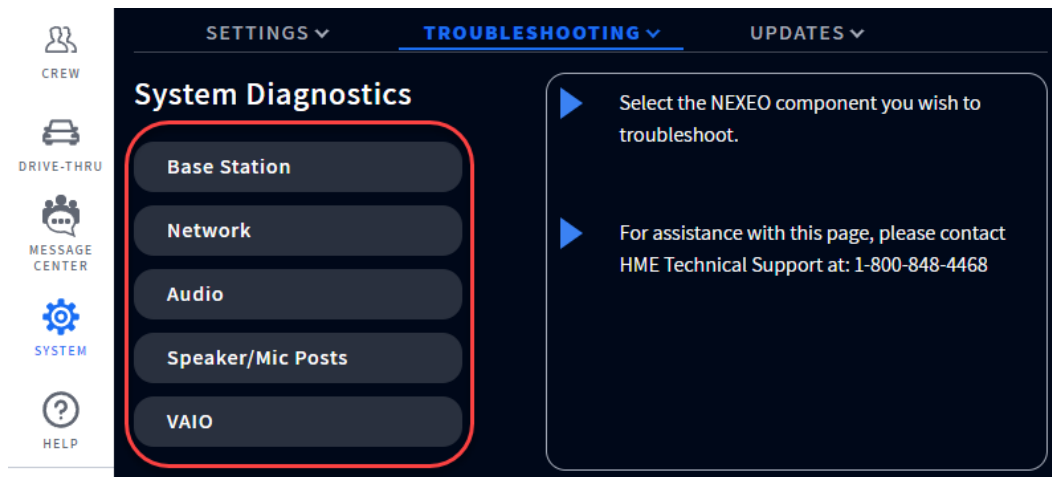 CREW
DRIVE-THRU
MESSAGE
CENTER
SYSTEM
HELP
SETTINGS
TROUBLESHOOTING
UPDATES
System Diagnostics
Base Station
Network
Audio
Speaker/Mic Posts
VAIO
Select the NEXEO component you wish to
troubleshoot.
For assistance with this page, please contact
HME Technical Support at: 1-800-848-4468